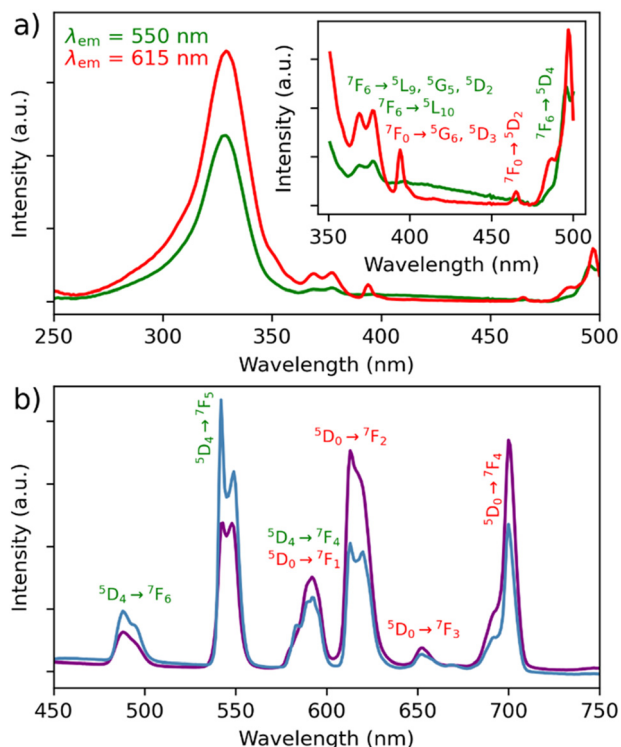 a)
λem = 550 nm
λem = 615 nm
Intensity (a.u.)
250 300 350 400 450 500
Wavelength (nm)
⁷F₆ → ⁵L₉, ⁵G₅, ⁵D₂
⁷F₆ → ⁵L₁₀
⁷F₀ → ⁵G₆, ⁵D₃
⁷F₀ → ⁵D₂
⁷F₆ → ⁵D₄
Intensity (a.u.)
350 400 450 500
Wavelength (nm)
b)
Intensity (a.u.)
⁵D₄ → ⁷F₆
⁵D₄ → ⁷F₅
⁵D₄ → ⁷F₄
⁵D₀ → ⁷F₁
⁵D₀ → ⁷F₂
⁵D₀ → ⁷F₃
⁵D₀ → ⁷F₄
450 500 550 600 650 700 750
Wavelength (nm)